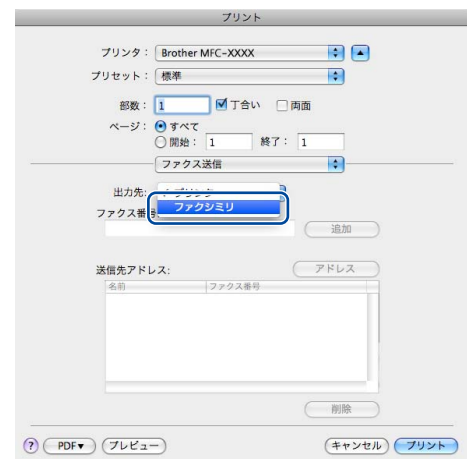 プリント
プリンタ： Brother MFC-XXXX
プリセット： 標準
部数： 1 丁合い 両面
ページ： すべて
開始： 1 終了： 1
ファクス送信
出力先: プリンタ
ファクシミリ
ファクス番号
追加
送信先アドレス: アドレス
名前 ファクス番号
削除
? PDF▼ プレビュー キャンセル プリント